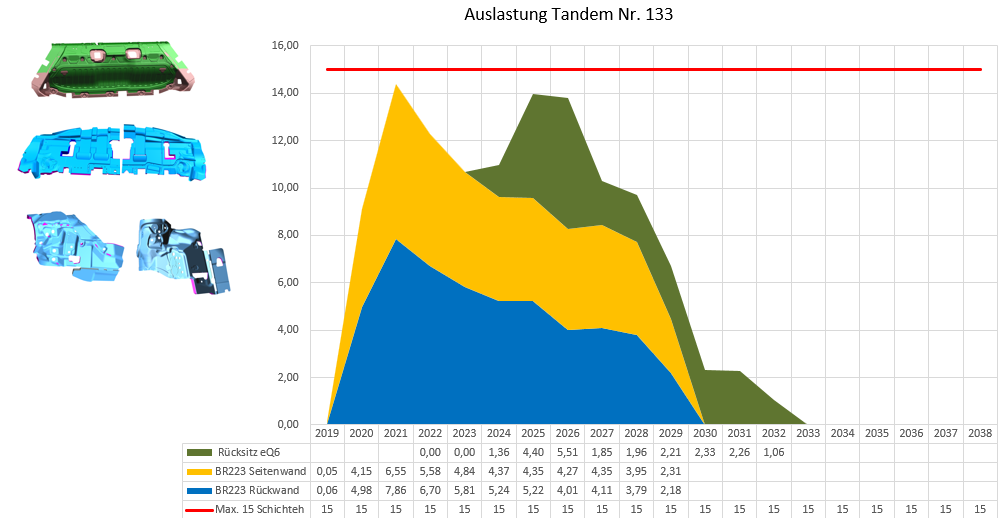 Auslastung Tandem Nr. 133
16,00
14,00
12,00
10,00
8,00
6,00
4,00
2,00
0,00
2019 2020 2021 2022 2023 2024 2025 2026 2027 2028 2029 2030 2031 2032 2033 2034 2035 2036 2037 2038
Rücksitz eQ6 0,00 0,00 1,36 4,40 5,51 1,85 1,96 2,21 2,33 2,26 1,06
BR223 Seitenwand 0,05 4,15 6,55 5,58 4,84 4,37 4,35 4,27 4,35 3,95 2,31
BR223 Rückwand 0,06 4,98 7,86 6,70 5,81 5,24 5,22 4,01 4,11 3,79 2,18
Max. 15 Schichteh 15 15 15 15 15 15 15 15 15 15 15 15 15 15 15 15 15 15 15 15